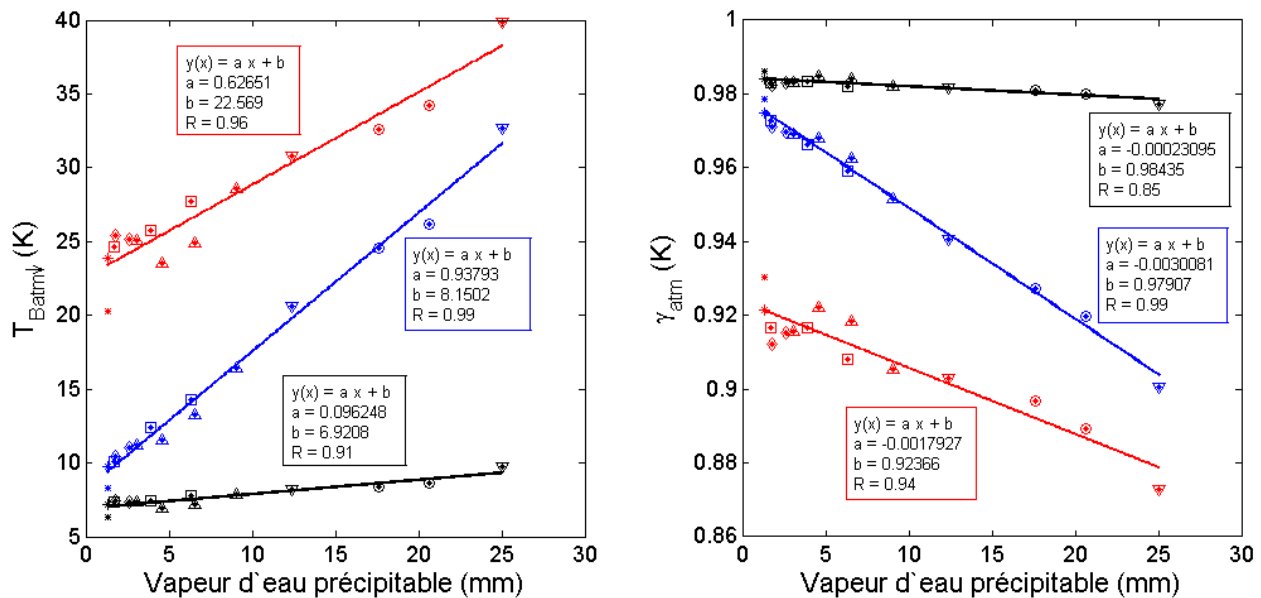 40
35
30
25
20
15
10
5
0
5
10
15
20
25
30
T_Batm↓ (K)
Vapeur d`eau précipitable (mm)
y(x) = a x + b
a = 0.62651
b = 22.569
R = 0.96
y(x) = a x + b
a = 0.93793
b = 8.1502
R = 0.99
y(x) = a x + b
a = 0.096248
b = 6.9208
R = 0.91
1
0.98
0.96
0.94
0.92
0.9
0.88
0.86
0
5
10
15
20
25
30
γ_atm (K)
Vapeur d`eau précipitable (mm)
y(x) = a x + b
a = -0.00023095
b = 0.98435
R = 0.85
y(x) = a x + b
a = -0.0030081
b = 0.97907
R = 0.99
y(x) = a x + b
a = -0.0017927
b = 0.92366
R = 0.94